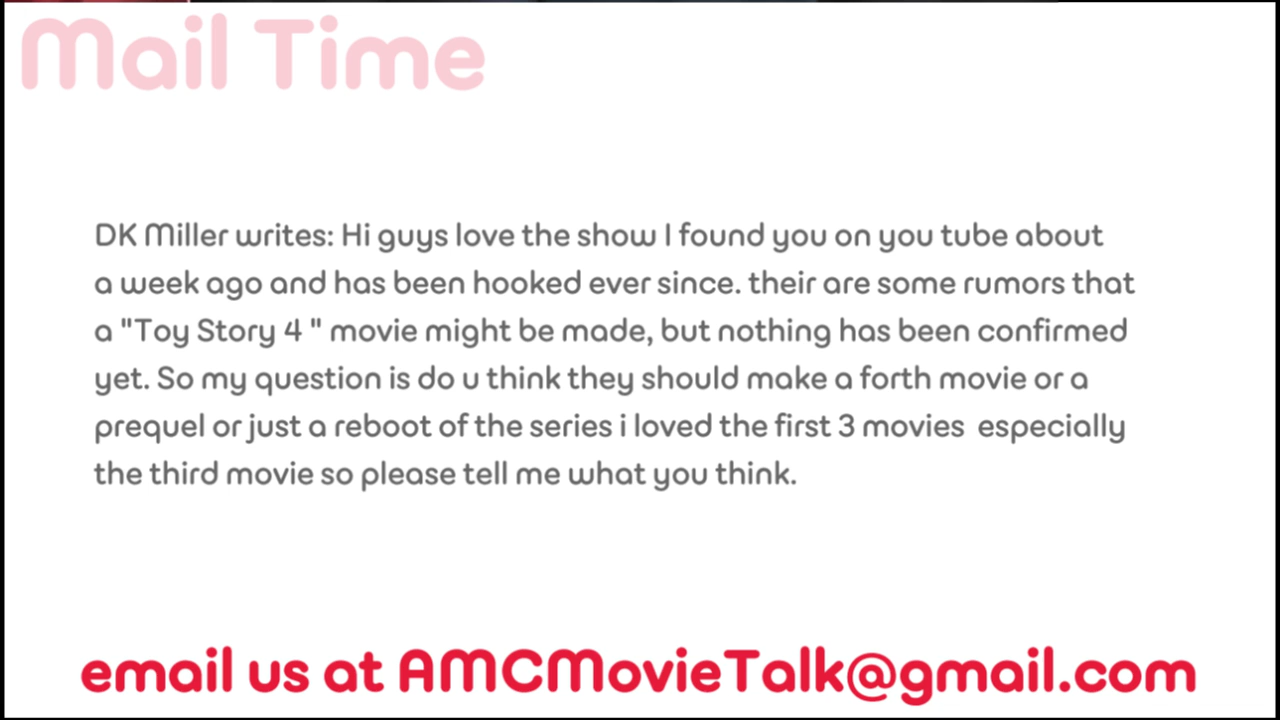 Mail Time
DK Miller writes: Hi guys love the show I found you on you tube about
a week ago and has been hooked ever since. their are some rumors that
a "Toy Story 4 " movie might be made, but nothing has been confirmed
yet. So my question is do u think they should make a forth movie or a
prequel or just a reboot of the series i loved the first 3 movies  especially
the third movie so please tell me what you think.
email us at AMCMovieTalk@gmail.com